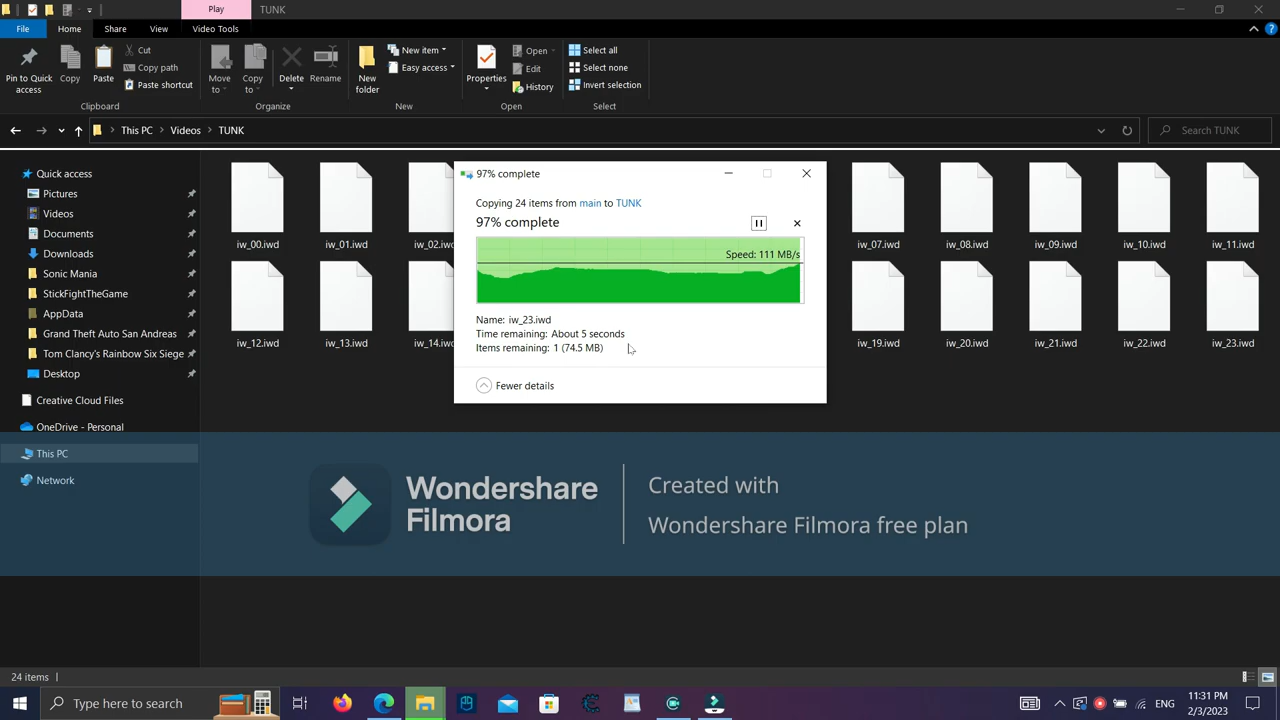 Play
TUNK
File
Home
Share
View
Video Tools
Pin to Quick access
Copy
Paste
Cut
Copy path
Paste shortcut
Clipboard
Move to
Copy to
Delete
Rename
Organize
New folder
New item
Easy access
New
Properties
Open
Edit
History
Open
Select all
Select none
Invert selection
Select
This PC
Videos
TUNK
Search TUNK
Quick access
Pictures
Videos
Documents
Downloads
Sonic Mania
StickFightTheGame
AppData
Grand Theft Auto San Andreas
Tom Clancy's Rainbow Six Siege
Desktop
Creative Cloud Files
OneDrive - Personal
This PC
Network
iw_00.iwd
iw_01.iwd
iw_02.iwd
iw_07.iwd
iw_08.iwd
iw_09.iwd
iw_10.iwd
iw_11.iwd
iw_12.iwd
iw_13.iwd
iw_14.iwd
iw_19.iwd
iw_20.iwd
iw_21.iwd
iw_22.iwd
iw_23.iwd
97% complete
Copying 24 items from main to TUNK
97% complete
Speed: 111 MB/s
Name: iw_23.iwd
Time remaining: About 5 seconds
Items remaining: 1 (74.5 MB)
Fewer details
Wondershare
Filmora
Created with
Wondershare Filmora free plan
24 items
Type here to search
ENG
11:31 PM
2/3/2023